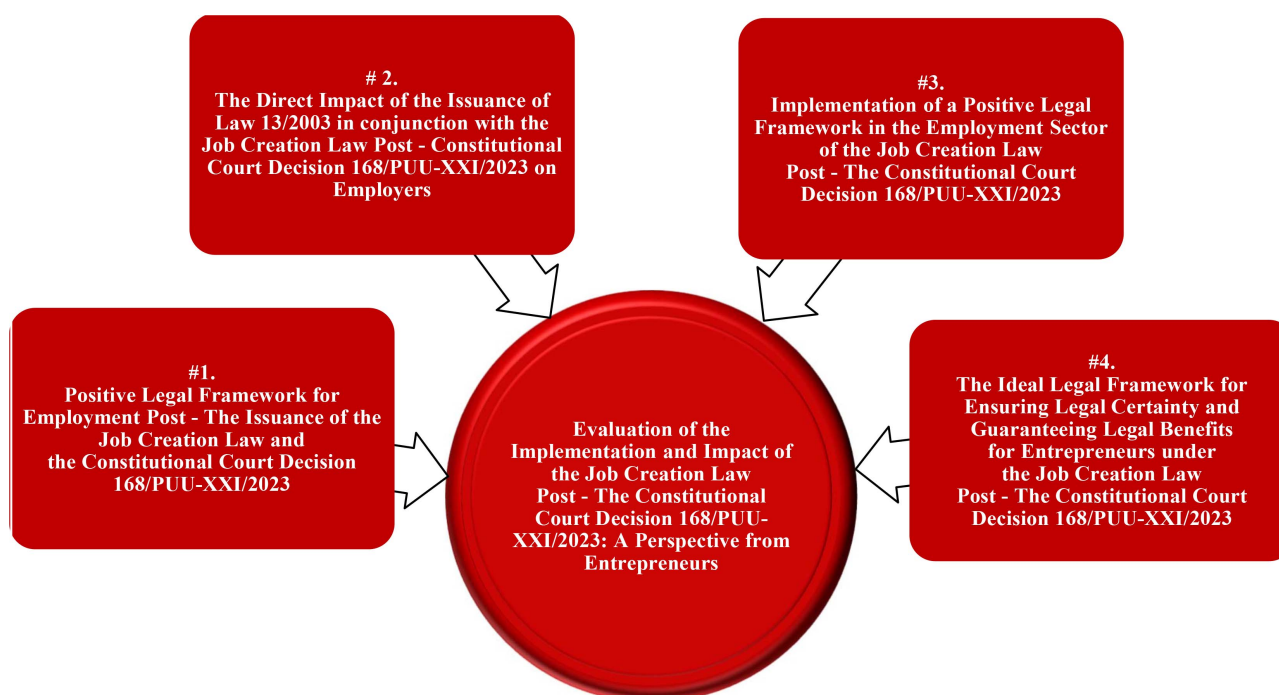 # 2.
The Direct Impact of the Issuance of
Law 13/2003 in conjunction with the
Job Creation Law Post - Constitutional
Court Decision 168/PUU-XXI/2023 on
Employers
#3.
Implementation of a Positive Legal
Framework in the Employment Sector
of the Job Creation Law
Post - The Constitutional Court
Decision 168/PUU-XXI/2023
#1.
Positive Legal Framework for
Employment Post - The Issuance of the
Job Creation Law and
the Constitutional Court Decision
168/PUU-XXI/2023
#4.
The Ideal Legal Framework for
Ensuring Legal Certainty and
Guaranteeing Legal Benefits
for Entrepreneurs under
the Job Creation Law
Post - The Constitutional Court
Decision 168/PUU-XXI/2023
Evaluation of the
Implementation and Impact of
the Job Creation Law
Post - The Constitutional
Court Decision 168/PUU-
XXI/2023: A Perspective from
Entrepreneurs